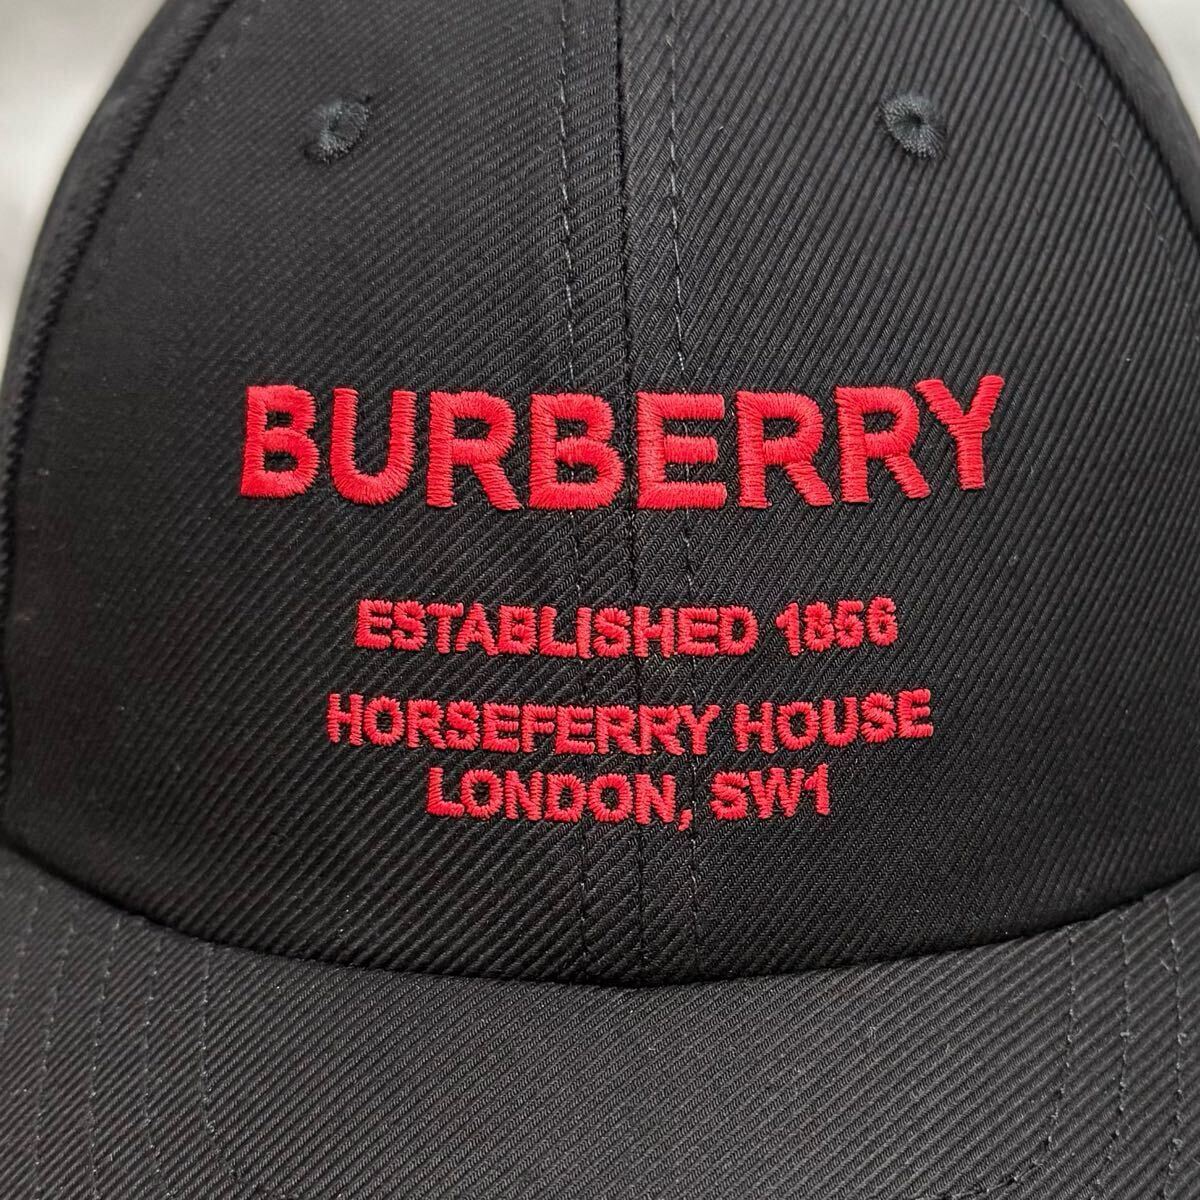 BURBERRY
ESTABLISHED 1856
HORSEFERRY HOUSE
LONDON, SW1